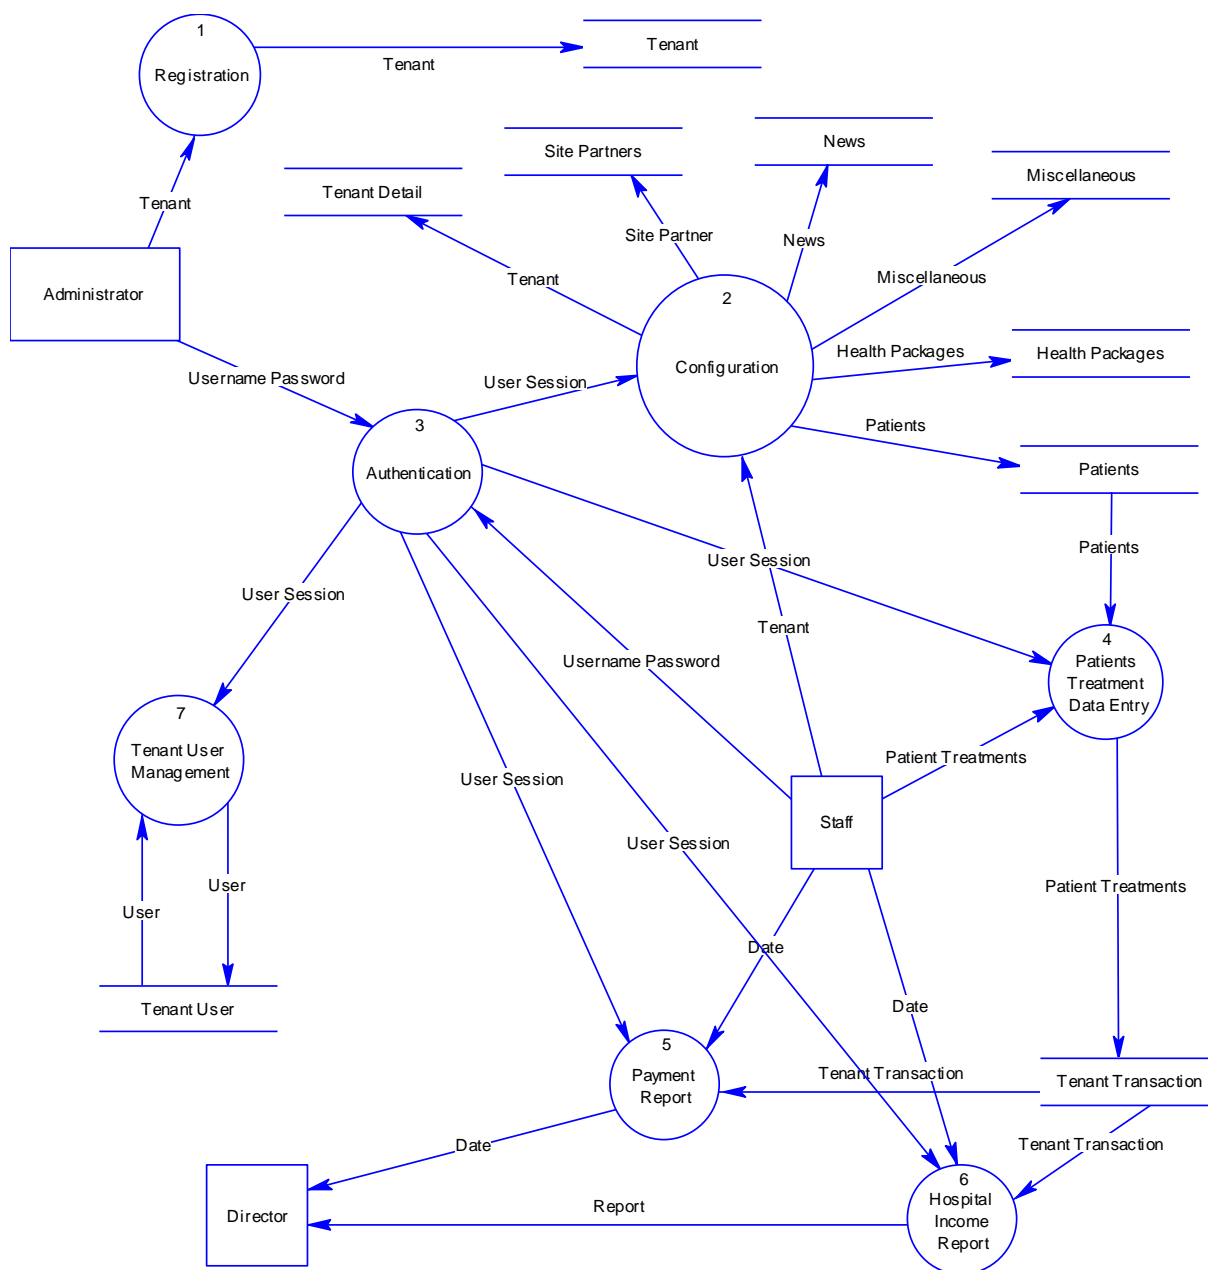 1
Registration
Tenant
Tenant
Site Partners
News
Miscellaneous
Tenant Detail
Tenant
Site Partner
News
Miscellaneous
Tenant
Administrator
2
Configuration
Health Packages
Health Packages
Username Password
User Session
3
Authentication
Patients
Patients
Patients
User Session
User Session
Tenant
Username Password
4
Patients
Treatment
Data Entry
7
Tenant User
Management
User Session
Patient Treatments
Staff
User Session
User
User
Patient Treatments
Date
Tenant User
Date
5
Payment
Report
Tenant Transaction
Tenant Transaction
Date
Tenant Transaction
6
Hospital
Income
Report
Report
Director